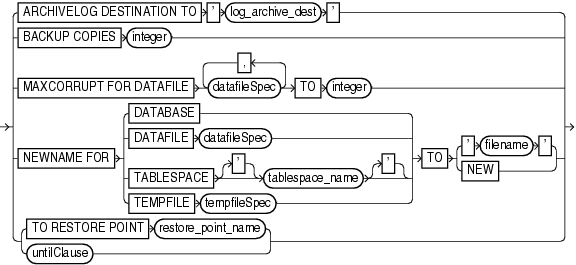 ARCHIVELOG DESTINATION TO ' log_archive_dest '
BACKUP COPIES integer
,
MAXCORRUPT FOR DATAFILE datafileSpec TO integer
DATABASE
DATAFILE datafileSpec
NEWNAME FOR TABLESPACE ' tablespace_name ' TO ' filename '
NEW
TEMPFILE tempfileSpec
TO RESTORE POINT restore_point_name
untilClause